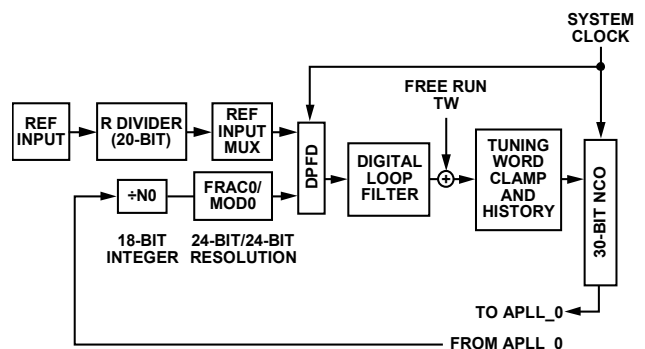 SYSTEM
CLOCK
FREE RUN
TW
REF
INPUT
R DIVIDER
(20-BIT)
REF
INPUT
MUX
DPFD
DIGITAL
LOOP
FILTER
TUNING
WORD
CLAMP
AND
HISTORY
30-BIT NCO
÷N0
FRAC0/
MOD0
18-BIT
INTEGER
24-BIT/24-BIT
RESOLUTION
TO APLL_0
FROM APLL_0